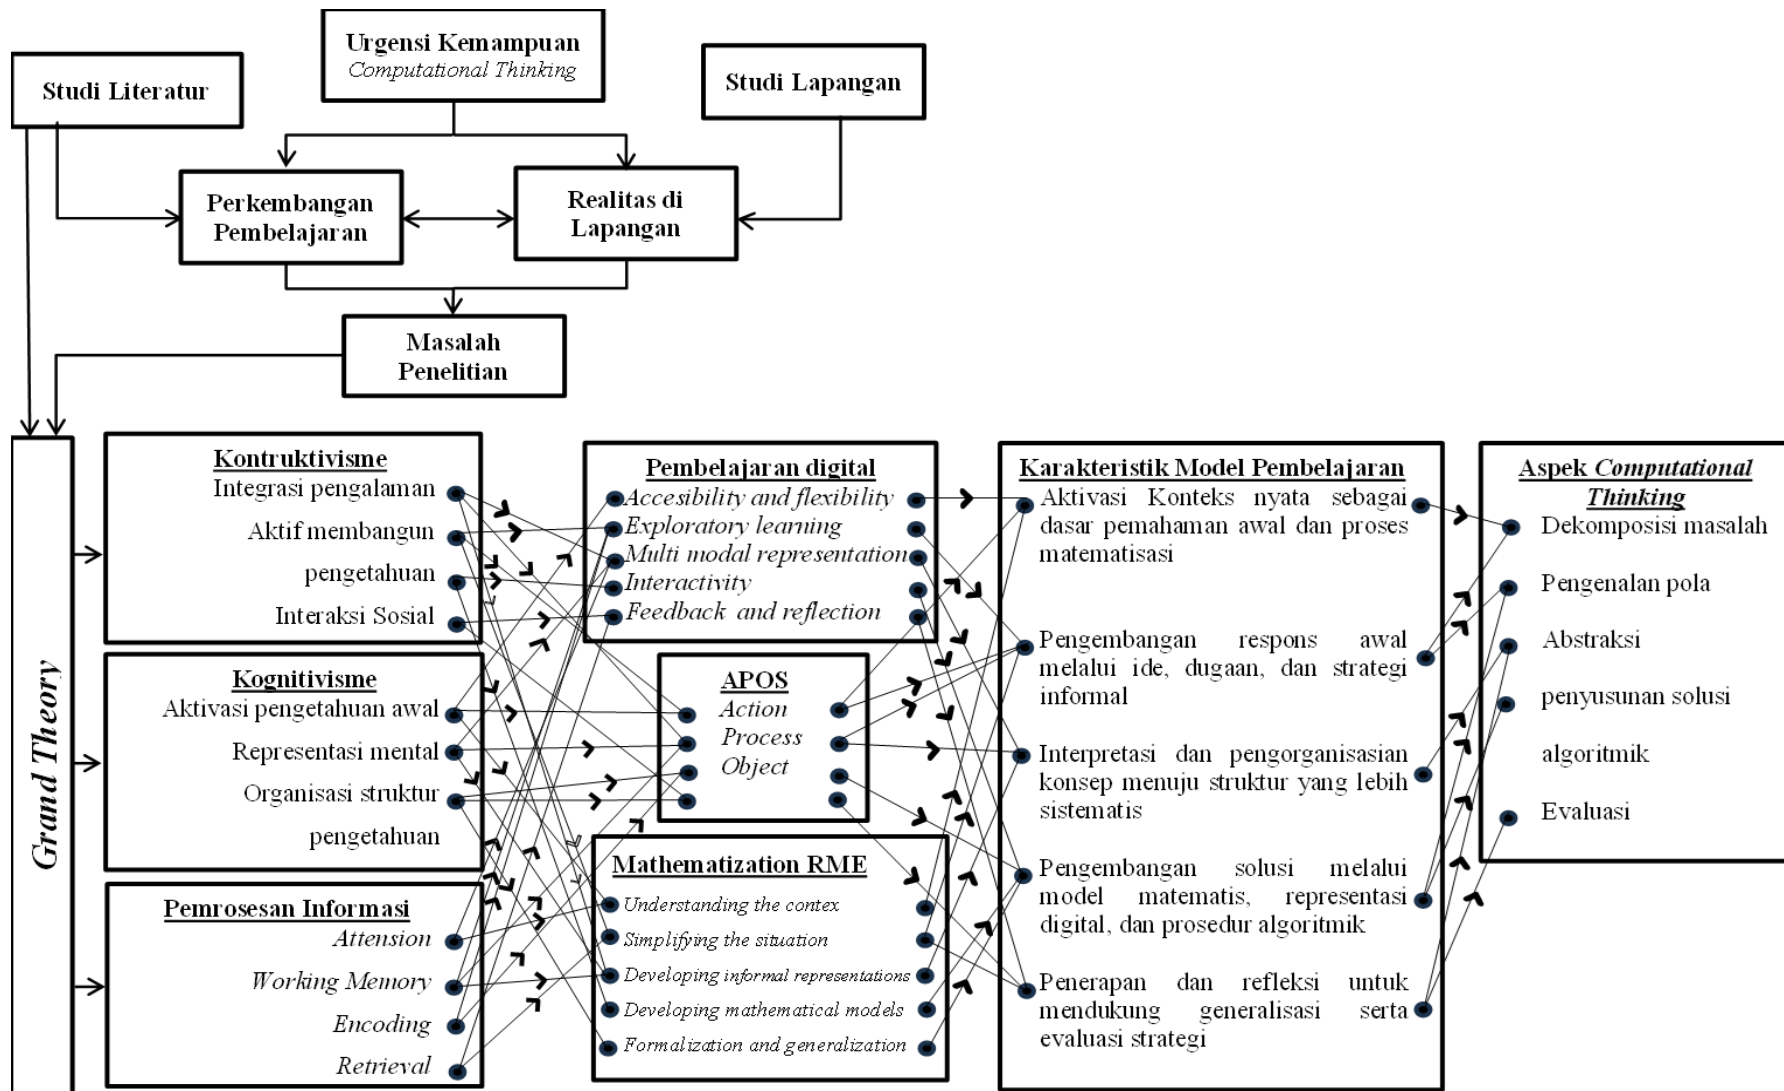 Urgensi Kemampuan
Computational Thinking
Studi Literatur
Studi Lapangan
Perkembangan
Pembelajaran
Realitas di
Lapangan
Masalah
Penelitian
Grand Theory
Kontruktivisme
Integrasi pengalaman
Aktif membangun
pengetahuan
Interaksi Sosial
Kognitivisme
Aktivasi pengetahuan awal
Representasi mental
Organisasi struktur
pengetahuan
Pemrosesan Informasi
Attension
Working Memory
Encoding
Retrieval
Pembelajaran digital
Accesibility and flexibility
Exploratory learning
Multi modal representation
Interactivity
Feedback and reflection
APOS
Action
Process
Object
Mathematization RME
Understanding the contex
Simplifying the situation
Developing informal representations
Developing mathematical models
Formalization and generalization
Karakteristik Model Pembelajaran
Aktivasi Konteks nyata sebagai
dasar pemahaman awal dan proses
matematisasi
Pengembangan respons awal
melalui ide, dugaan, dan strategi
informal
Interpretasi dan pengorganisasian
konsep menuju struktur yang lebih
sistematis
Pengembangan solusi melalui
model matematis, representasi
digital, dan prosedur algoritmik
Penerapan dan refleksi untuk
mendukung generalisasi serta
evaluasi strategi
Aspek Computational
Thinking
Dekomposisi masalah
Pengenalan pola
Abstraksi
penyusunan solusi
algoritmik
Evaluasi